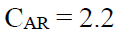 C_AR = 2.2